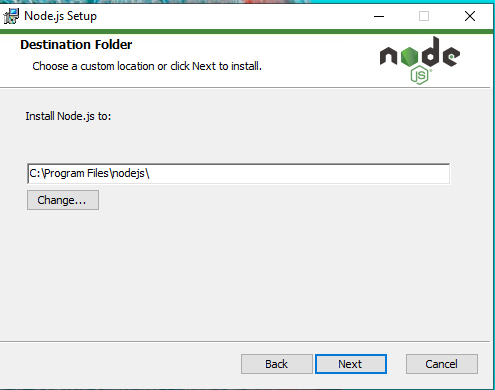 Node.js Setup
Destination Folder
Choose a custom location or click Next to install.
node
JS
Install Node.js to:
C:\Program Files\nodejs\
Change...
Back
Next
Cancel